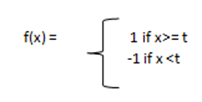 f(x) =
1 if x>= t
-1 if x <t